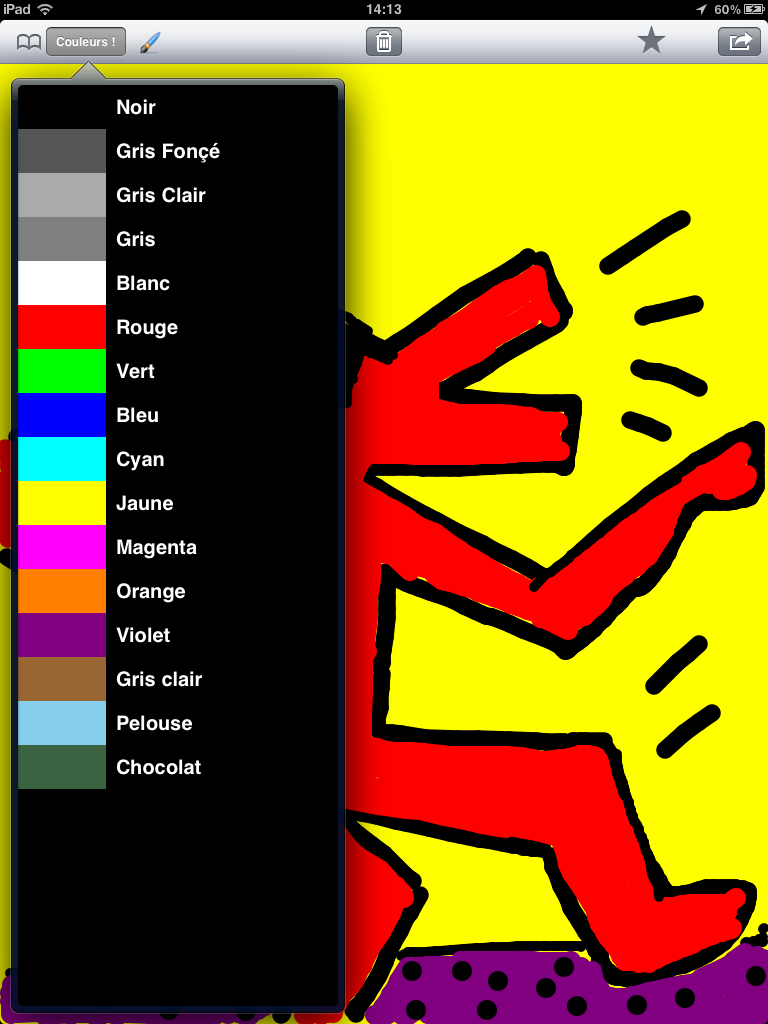 iPad
14:13
60%
Couleurs !
Noir
Gris Fonçé
Gris Clair
Gris
Blanc
Rouge
Vert
Bleu
Cyan
Jaune
Magenta
Orange
Violet
Gris clair
Pelouse
Chocolat